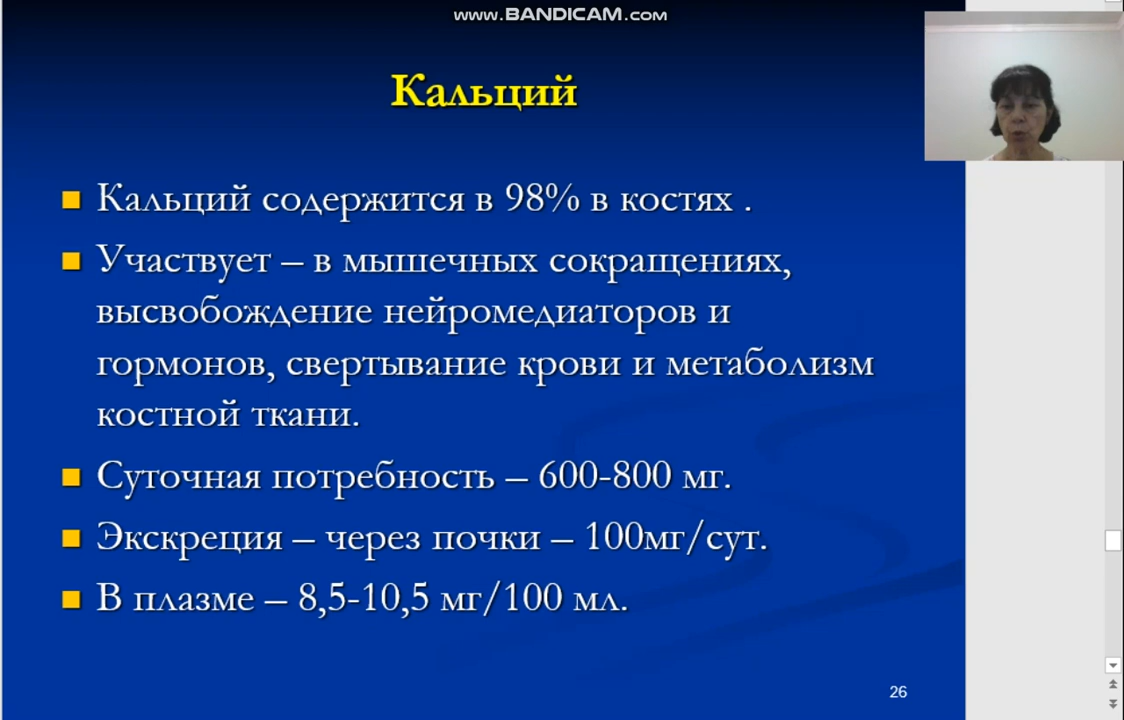 www.BANDICAM.com
Кальций
Кальций содержится в 98% в костях .
Участвует – в мышечных сокращениях,
высвобождение нейромедиаторов и
гормонов, свертывание крови и метаболизм
костной ткани.
Суточная потребность – 600-800 мг.
Экскреция – через почки – 100мг/сут.
В плазме – 8,5-10,5 мг/100 мл.
26